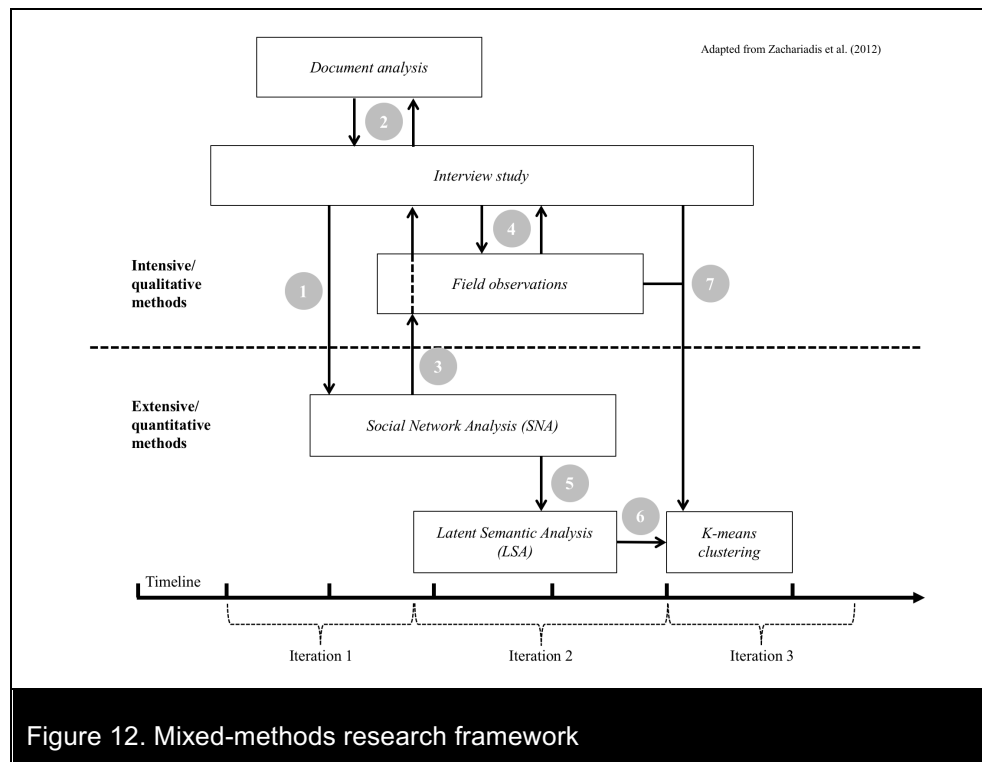 Adapted from Zachariadis et al. (2012)
Document analysis
2
Interview study
4
Intensive/
qualitative
methods
1
Field observations
7
3
Extensive/
quantitative
methods
Social Network Analysis (SNA)
5
6
Latent Semantic Analysis
(LSA)
K-means
clustering
Timeline
Iteration 1
Iteration 2
Iteration 3
Figure 12. Mixed-methods research framework